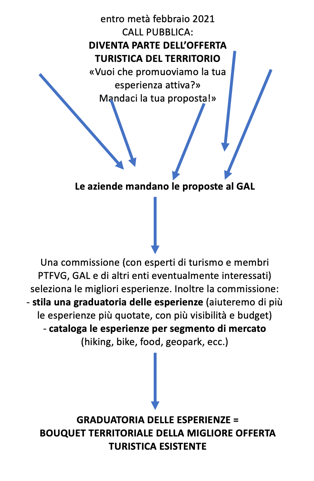 entro metà febbraio 2021
CALL PUBBLICA:
DIVENTA PARTE DELL'OFFERTA
TURISTICA DEL TERRITORIO
«Vuoi che promuoviamo la tua
esperienza attiva?»
Mandaci la tua proposta!»
Le aziende mandano le proposte al GAL
Una commissione (con esperti di turismo e membri
PTFVG, GAL e di altri enti eventualmente interessati)
seleziona le migliori esperienze. Inoltre la commissione:
- stila una graduatoria delle esperienze (aiuteremo di più
le esperienze più quotate, con più visibilità e budget)
- cataloga le esperienze per segmento di mercato
(hiking, bike, food, geopark, ecc.)
GRADUATORIA DELLE ESPERIENZE =
BOUQUET TERRITORIALE DELLA MIGLIORE OFFERTA
TURISTICA ESISTENTE